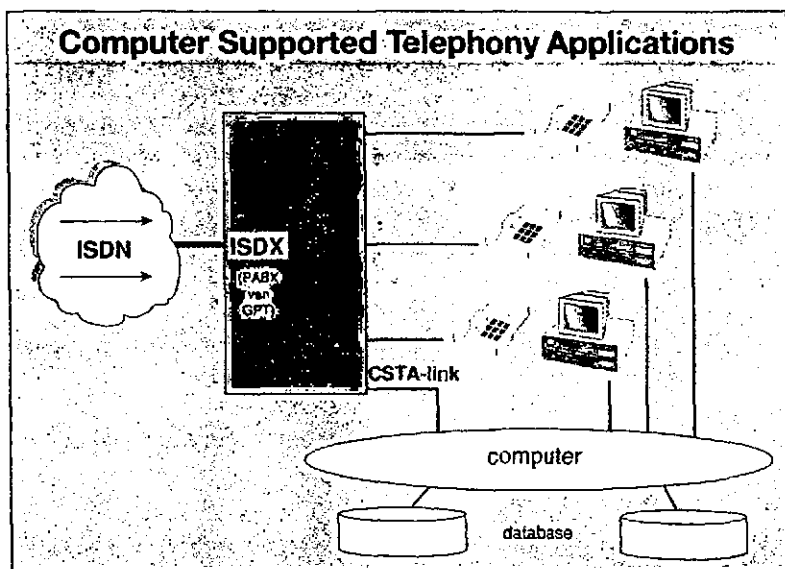 Computer Supported Telephony Applications
ISDN
ISDX
(PABX
van
GPT)
CSTA-link
computer
database